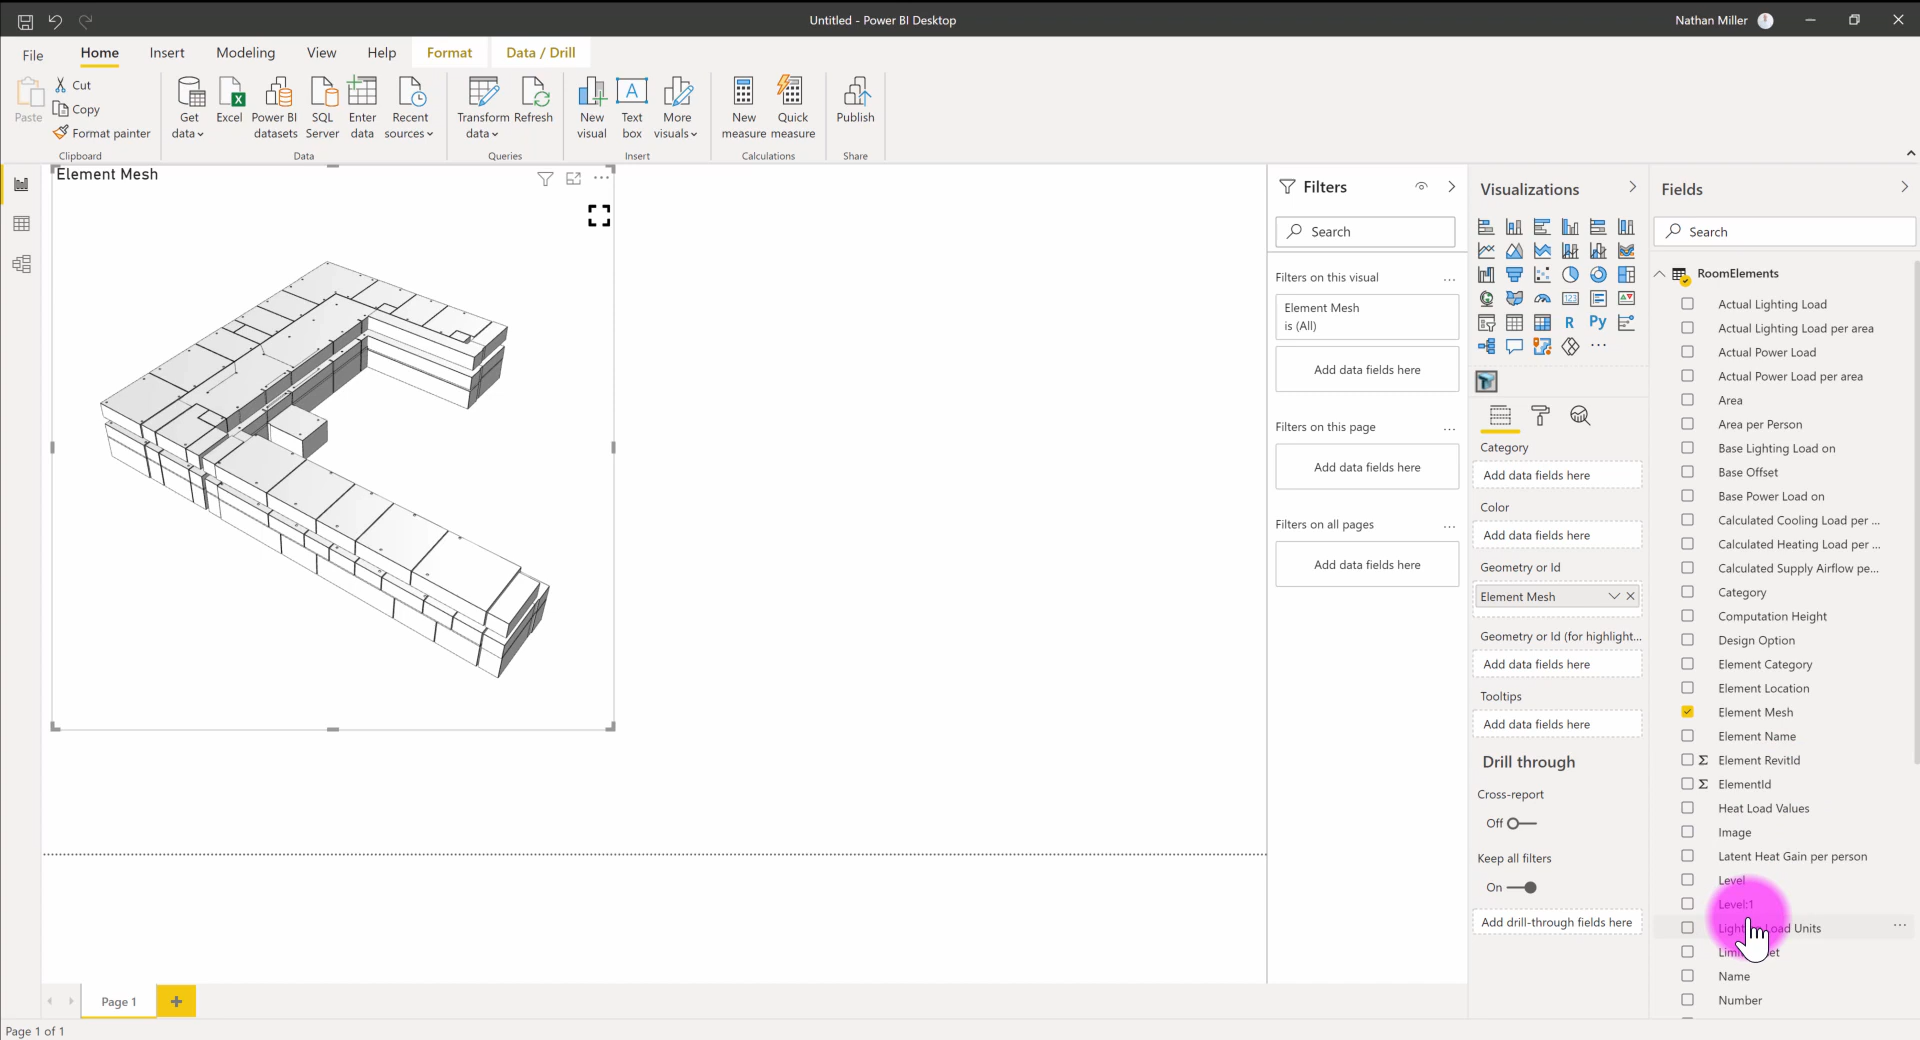 Untitled - Power BI Desktop
Nathan Miller
File
Home
Insert
Modeling
View
Help
Format
Data / Drill
Paste
Cut
Copy
Format painter
Clipboard
Get
data
Excel
Power BI
datasets
SQL
Server
Enter
data
Recent
sources
Data
Transform
data
Refresh
Queries
New
visual
Text
box
More
visuals
Insert
New
measure
Quick
measure
Calculations
Publish
Share
Element Mesh
Filters
Search
Filters on this visual
Element Mesh
is (All)
Add data fields here
Filters on this page
Add data fields here
Filters on all pages
Add data fields here
Visualizations
R
Py
123
Category
Add data fields here
Color
Add data fields here
Geometry or Id
Element Mesh
Geometry or Id (for highlight...
Add data fields here
Tooltips
Add data fields here
Drill through
Cross-report
Off
Keep all filters
On
Add drill-through fields here
Fields
Search
RoomElements
Actual Lighting Load
Actual Lighting Load per area
Actual Power Load
Actual Power Load per area
Area
Area per Person
Base Lighting Load on
Base Offset
Base Power Load on
Calculated Cooling Load per ...
Calculated Heating Load per ...
Calculated Supply Airflow pe...
Category
Computation Height
Design Option
Element Category
Element Location
Element Mesh
Element Name
Σ Element RevitId
Σ ElementId
Heat Load Values
Image
Latent Heat Gain per person
Level
Level:1
Load Units
Name
Number
Page 1
Page 1 of 1